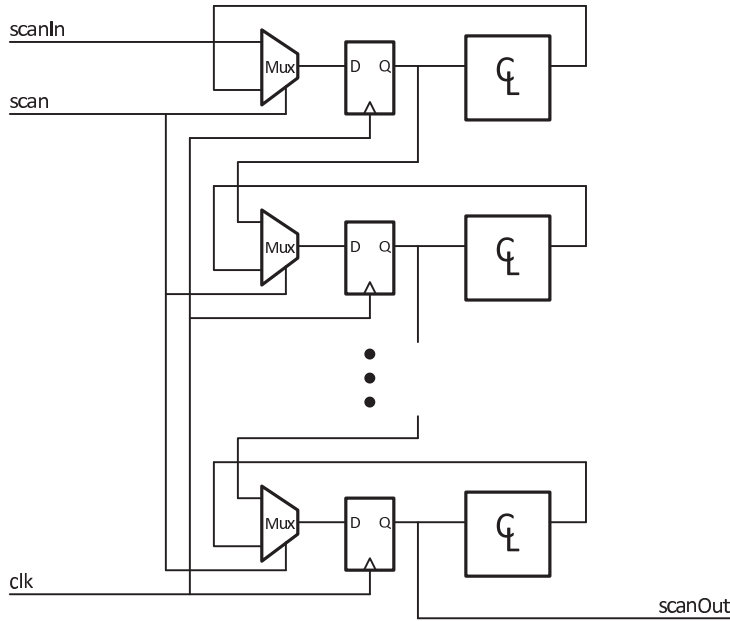 scanIn
Mux
D Q
CL
scan
Mux
D Q
CL
Mux
D Q
CL
clk
scanOut